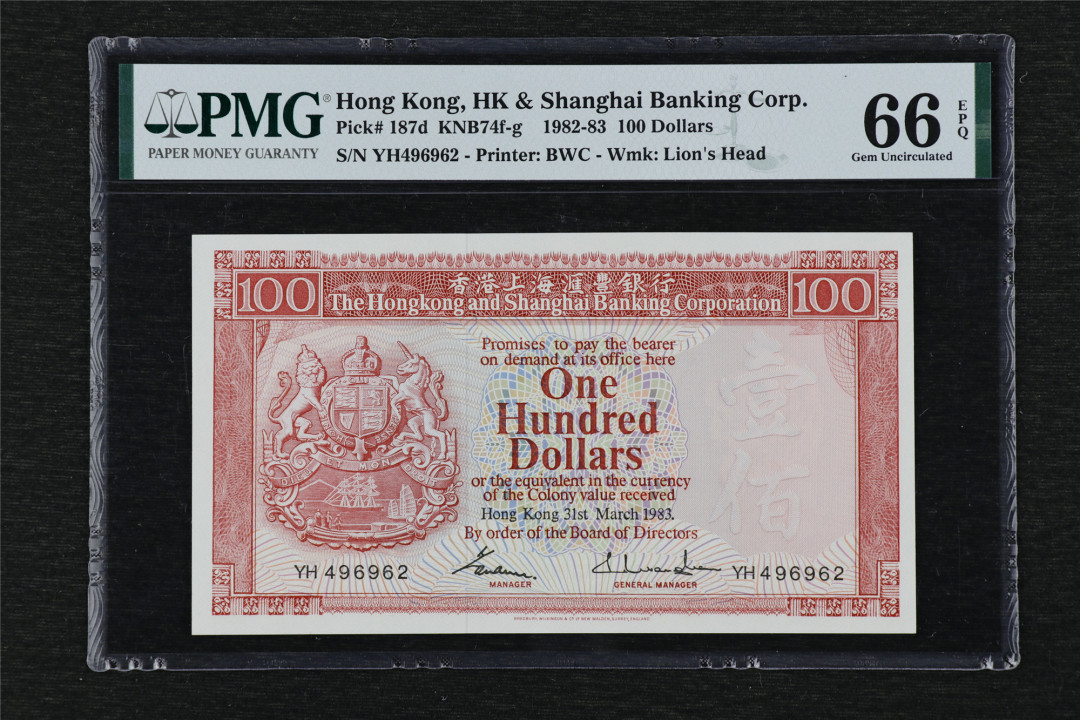 PMG®
PAPER MONEY GUARANTY
Hong Kong, HK & Shanghai Banking Corp.
Pick# 187d KNB74f-g 1982-83 100 Dollars
S/N YH496962 - Printer: BWC - Wmk: Lion's Head
66
EPQ
Gem Uncirculated
100
香港上海滙豐銀行
100
The Hongkong and Shanghai Banking Corporation
Promises to pay the bearer
on demand at its office here
One
Hundred
Dollars
or the equivalent in the currency
of the Colony value received
Hong Kong 31st March 1983.
By order of the Board of Directors
壹
佰
YH 496962
MANAGER
GENERAL MANAGER
YH 496962